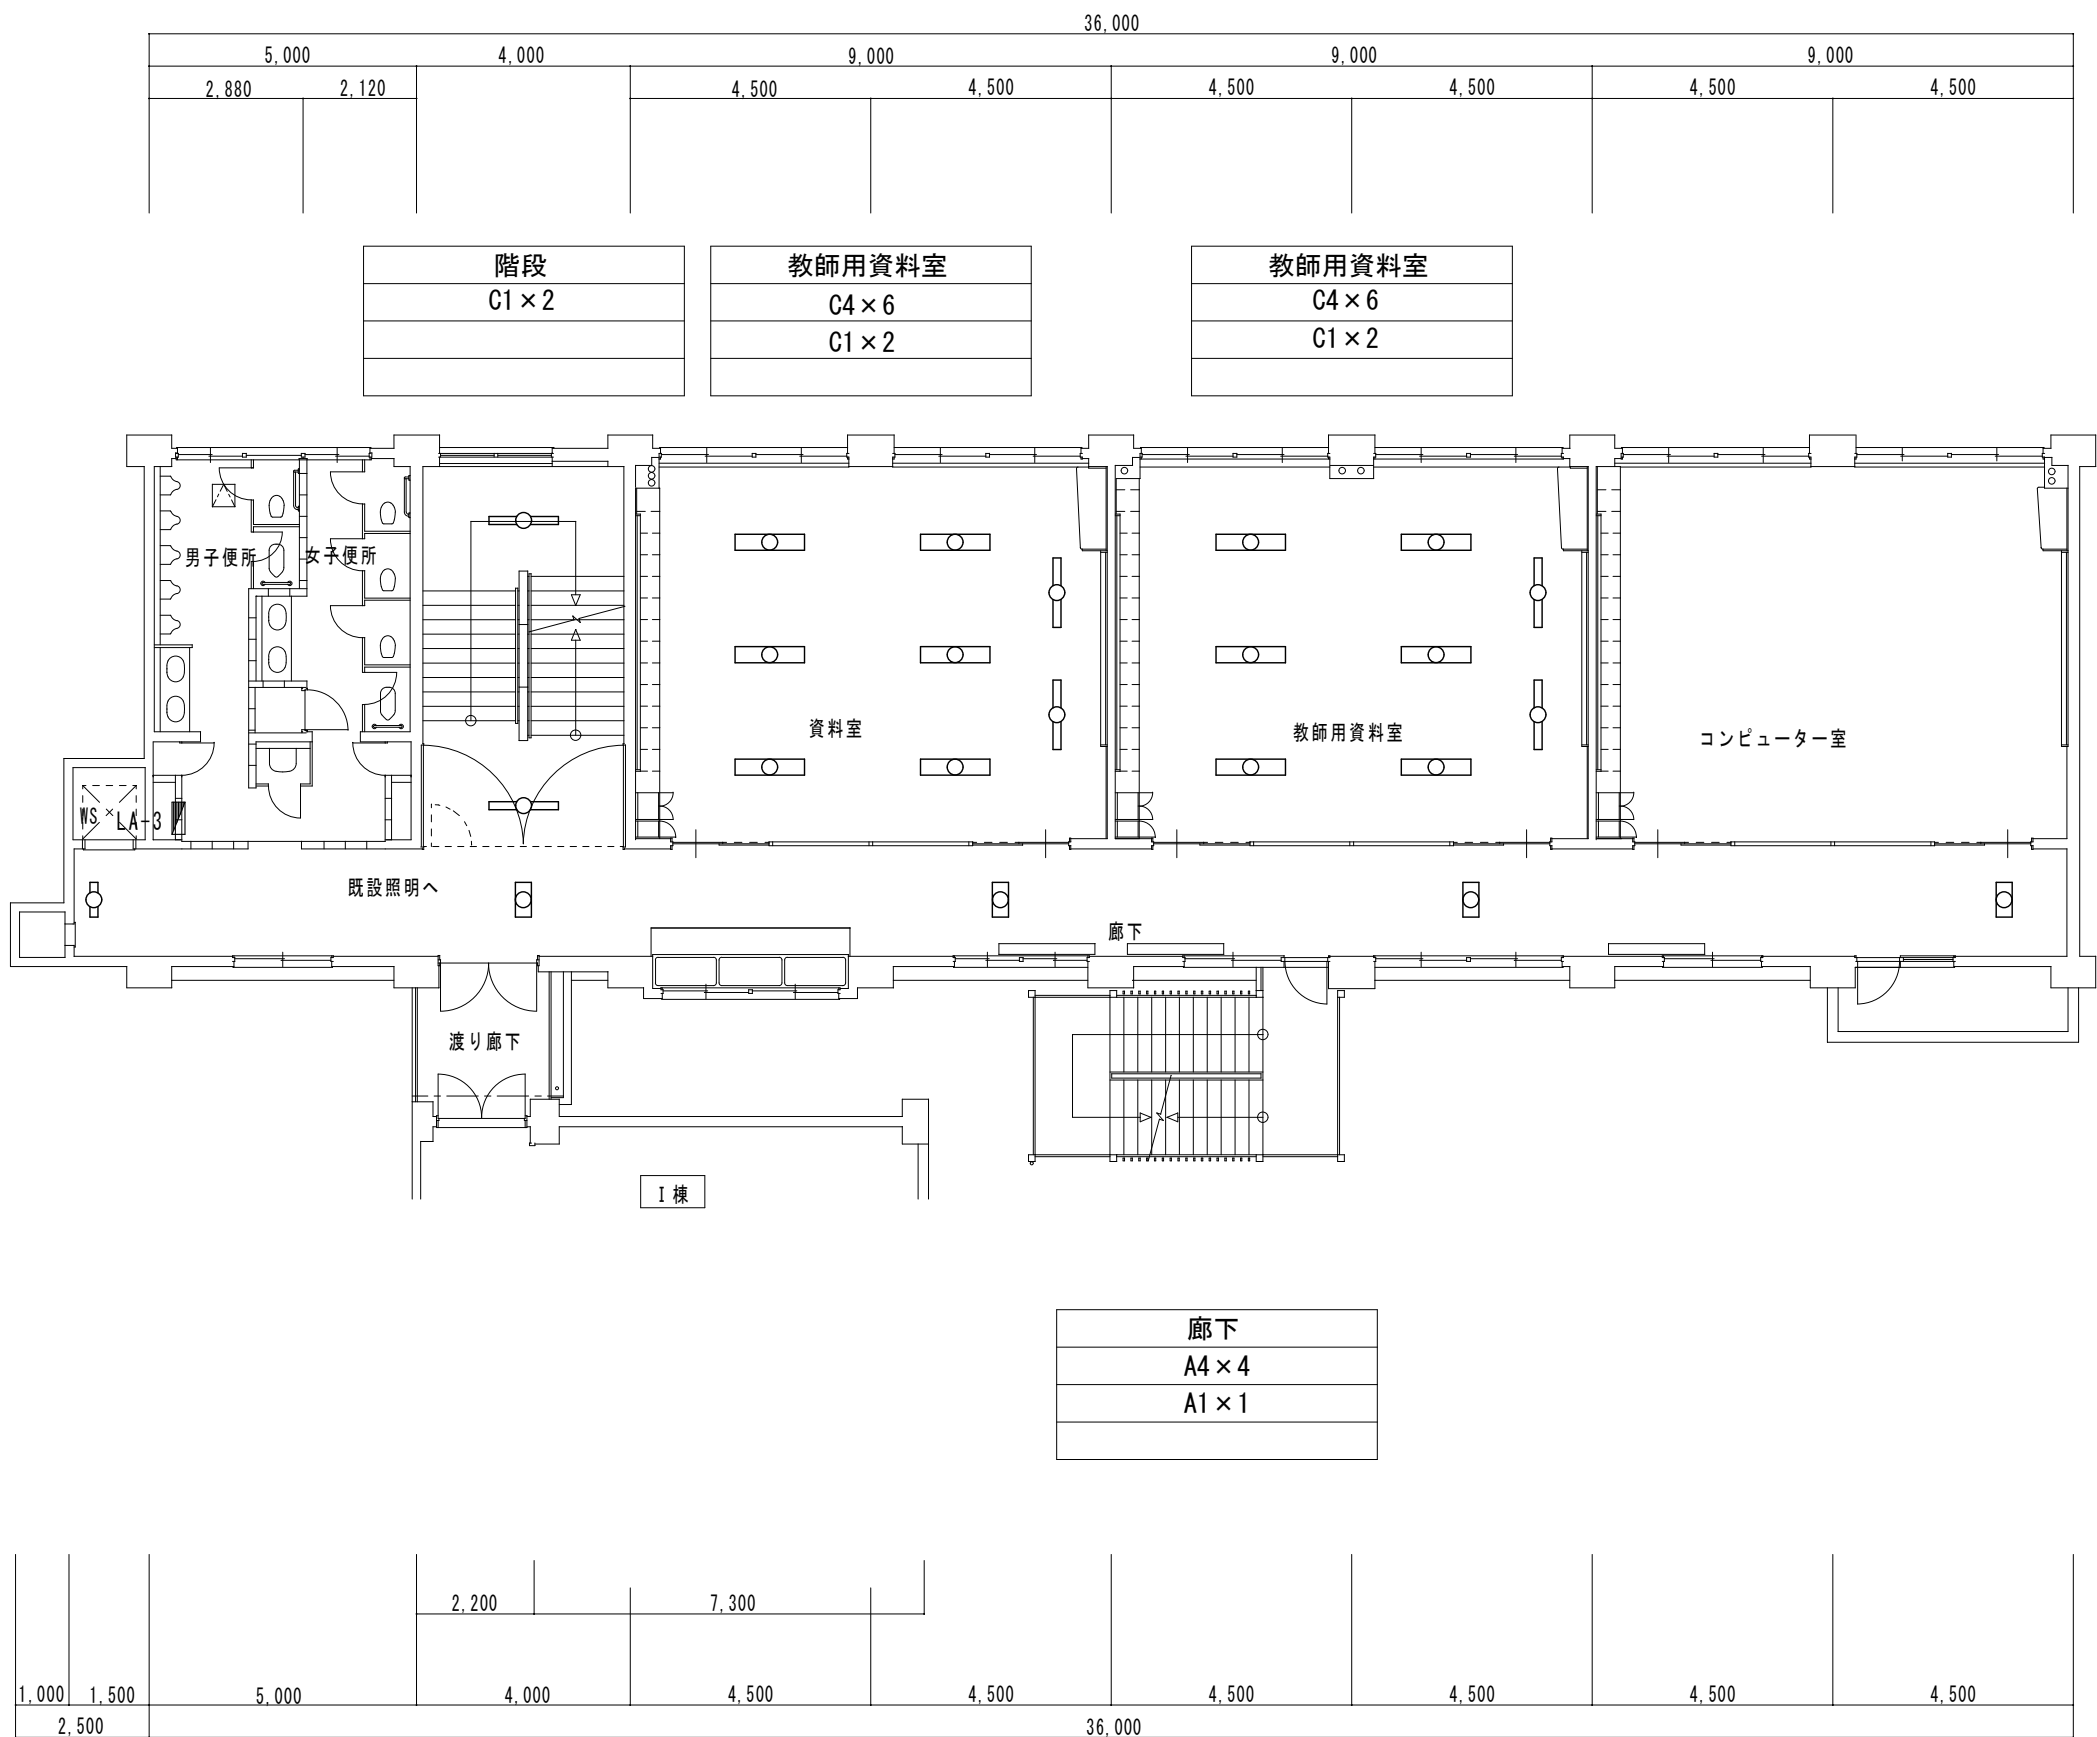 36,000
5,000 4,000 9,000 9,000 9,000
2,880 2,120 4,500 4,500 4,500 4,500 4,500 4,500
階段
C1×2
教師用資料室
C4×6
C1×2
教師用資料室
C4×6
C1×2
男子便所
女子便所
資料室
教師用資料室
コンピューター室
WS
LA-3
既設照明へ
廊下
渡り廊下
I 棟
廊下
A4×4
A1×1
2,200 7,300
1,000 1,500 5,000 4,000 4,500 4,500 4,500 4,500 4,500 4,500
2,500 36,000